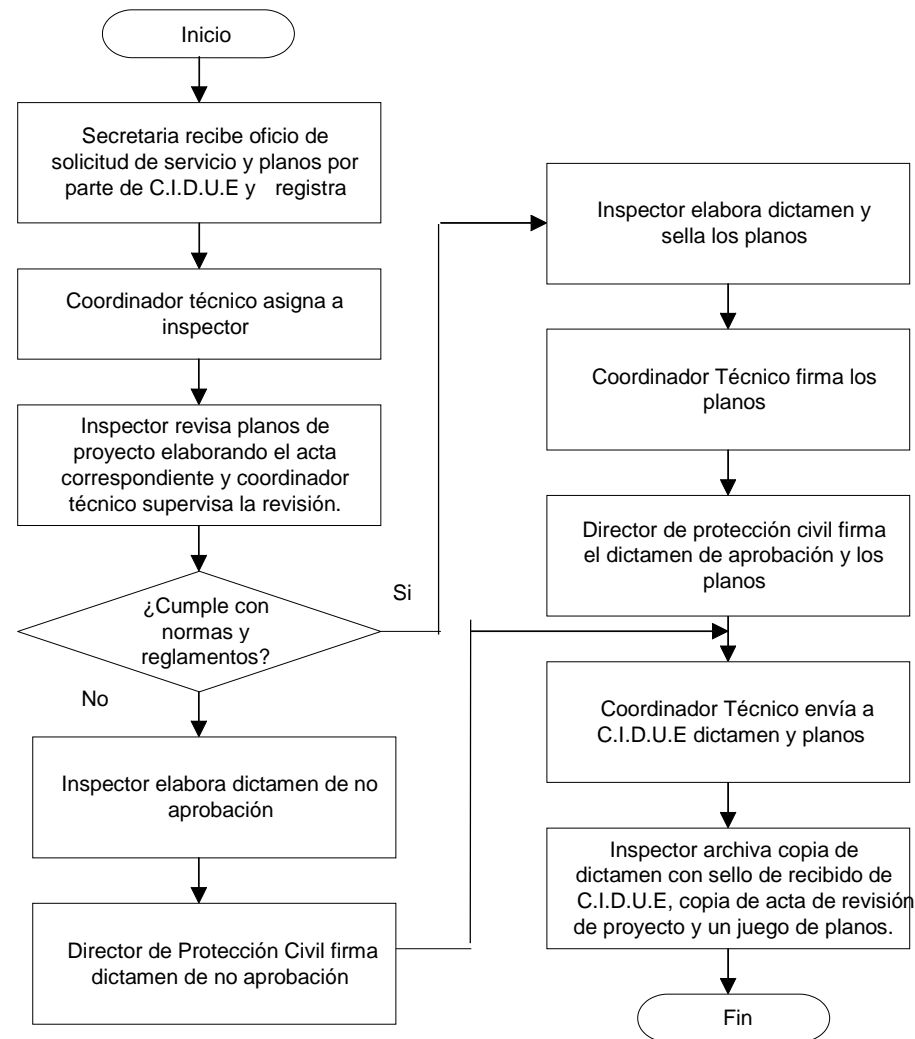 Inicio
Secretaria recibe oficio de
solicitud de servicio y planos por
parte de C.I.D.U.E y registra
Coordinador técnico asigna a
inspector
Inspector revisa planos de
proyecto elaborando el acta
correspondiente y coordinador
técnico supervisa la revisión.
¿Cumple con
normas y
reglamentos?
Si
No
Inspector elabora dictamen de no
aprobación
Director de Protección Civil firma
dictamen de no aprobación
Inspector elabora dictamen y
sella los planos
Coordinador Técnico firma los
planos
Director de protección civil firma
el dictamen de aprobación y los
planos
Coordinador Técnico envía a
C.I.D.U.E dictamen y planos
Inspector archiva copia de
dictamen con sello de recibido de
C.I.D.U.E, copia de acta de revisión
de proyecto y un juego de planos.
Fin